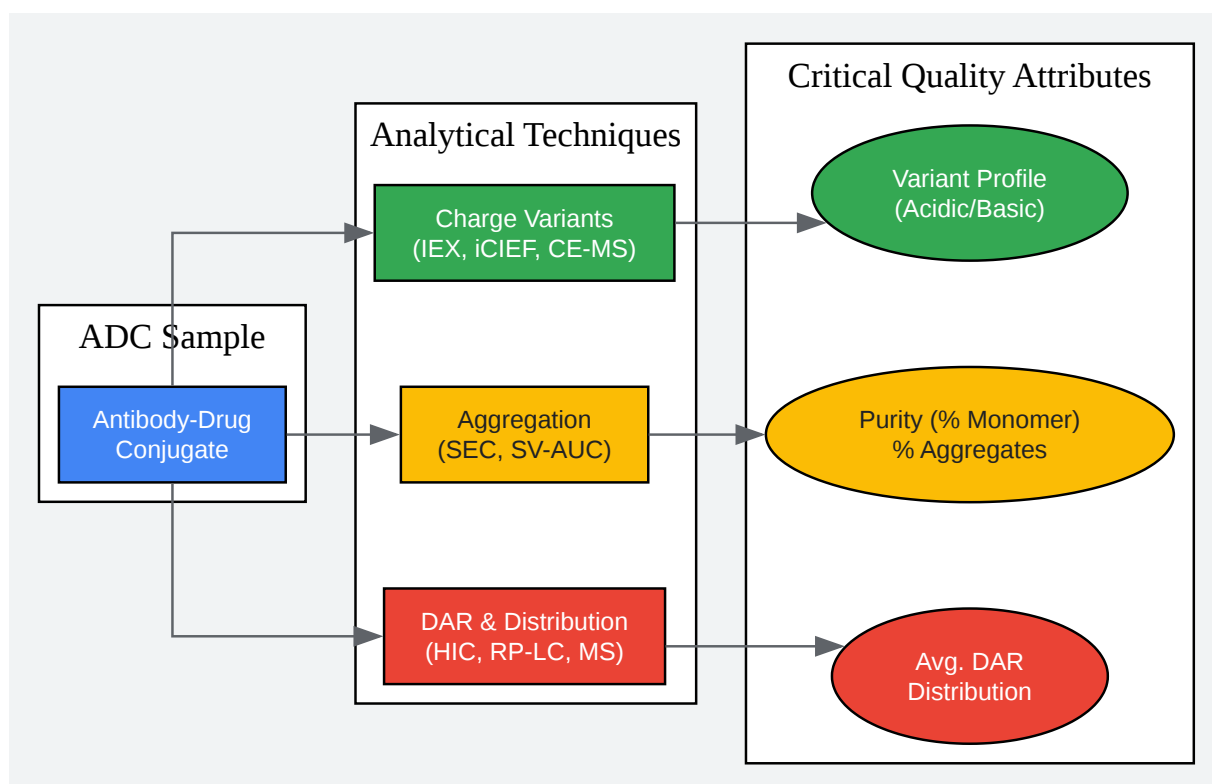 ADC Sample
Antibody-Drug
Conjugate
Analytical Techniques
Charge Variants
(IEX, iCIEF, CE-MS)
Aggregation
(SEC, SV-AUC)
DAR & Distribution
(HIC, RP-LC, MS)
Critical Quality Attributes
Variant Profile
(Acidic/Basic)
Purity (% Monomer)
% Aggregates
Avg. DAR
Distribution